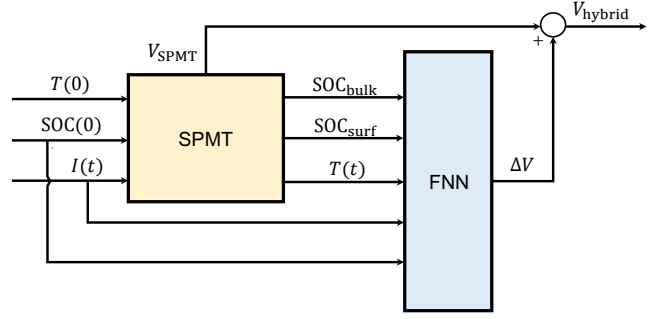 V_hybrid
V_SPMT
+
T(0)
SOC(0)
I(t)
SPMT
SOC_bulk
SOC_surf
T(t)
FNN
ΔV